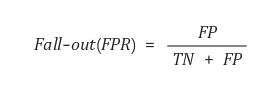 Fall-out(FPR) = FP / TN + FP